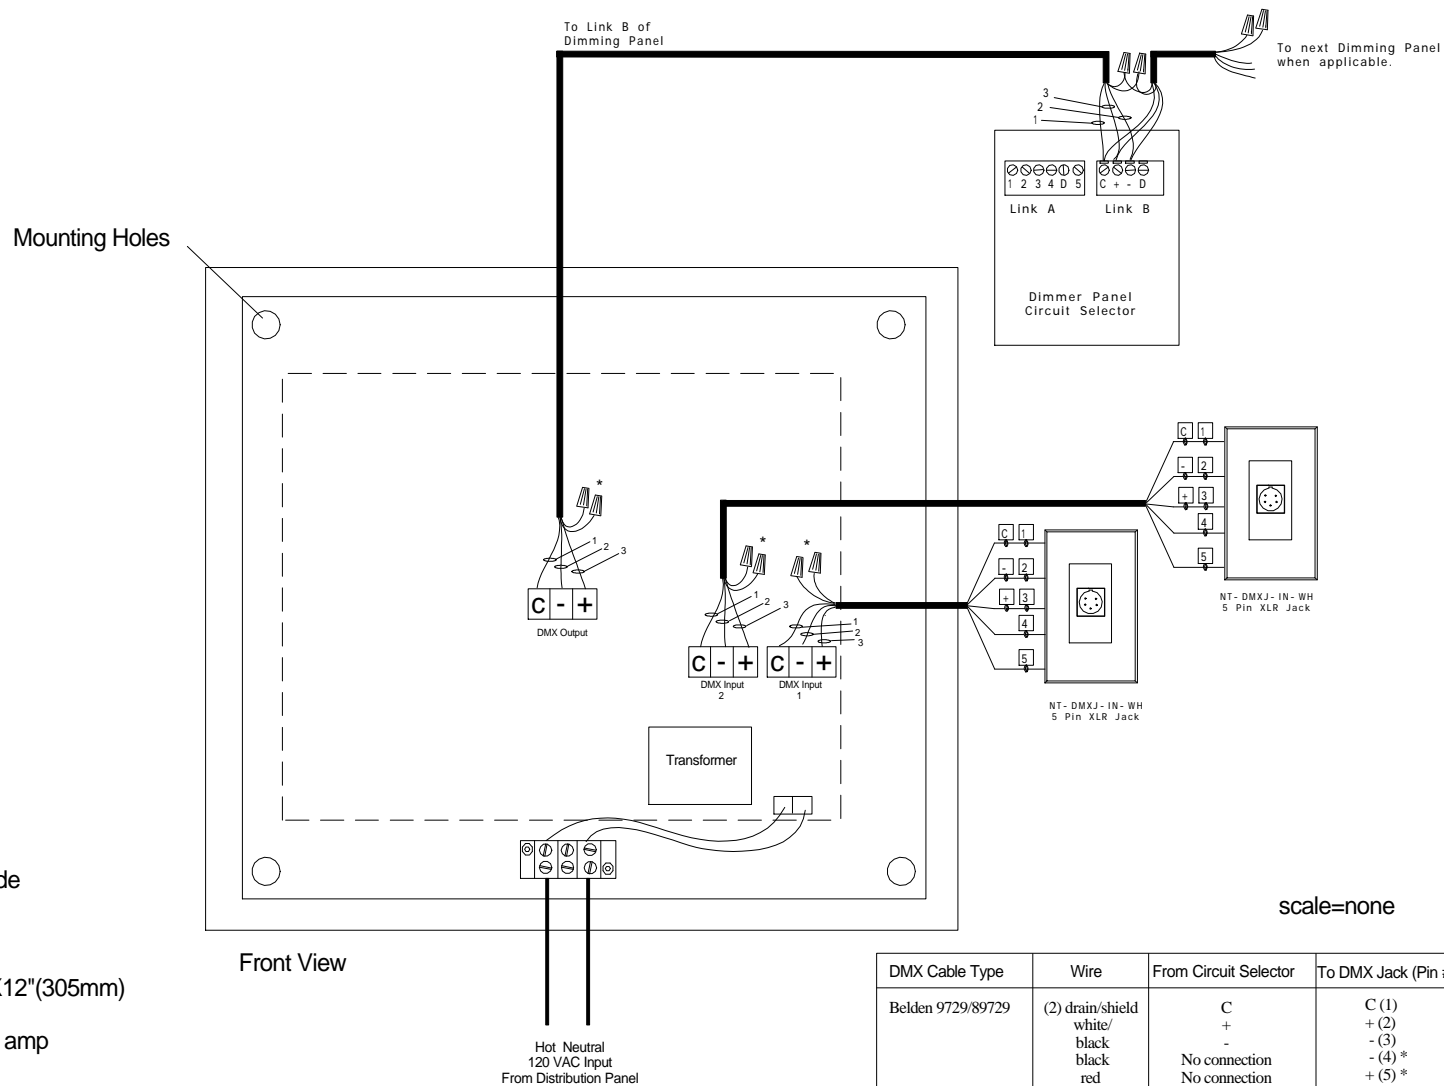 To Link B of
Dimming Panel
To next Dimming Panel
when applicable.
3
2
1
1 2 3 4 D 5
C + - D
Link A
Link B
Dimmer Panel
Circuit Selector
Mounting Holes
C 1
- 2
+ 3
4
5
NT-DMXJ-IN-WH
5 Pin XLR Jack
C 1
- 2
+ 3
4
5
NT-DMXJ-IN-WH
5 Pin XLR Jack
*
1
2
3
C - +
DMX Output
*
1
2
3
C - +
DMX Input
2
*
1
2
3
C - +
DMX Input
1
Transformer
de
scale=none
Front View
X12"(305mm)
amp
Hot Neutral
120 VAC Input
From Distribution Panel
DMX Cable Type Wire From Circuit Selector To DMX Jack (Pin #
Belden 9729/89729 (2) drain/shield C C (1)
white/ + + (2)
black - - (3)
black No connection - (4) *
red No connection + (5) *